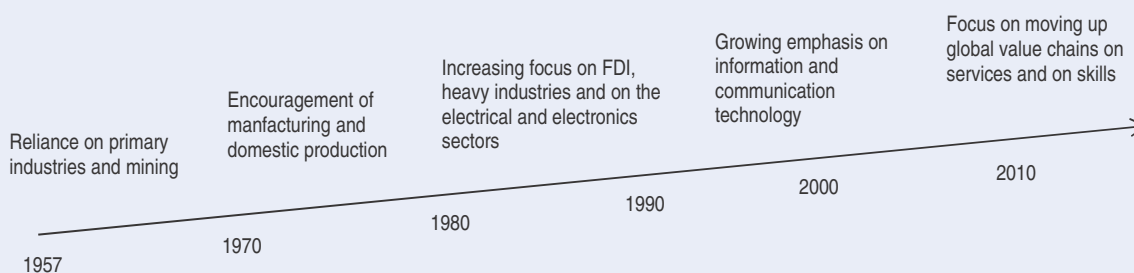 Reliance on primary
industries and mining
Encouragement of
manfacturing and
domestic production
Increasing focus on FDI,
heavy industries and on the
electrical and electronics
sectors
Growing emphasis on
information and
communication
technology
Focus on moving up
global value chains on
services and on skills
1957
1970
1980
1990
2000
2010